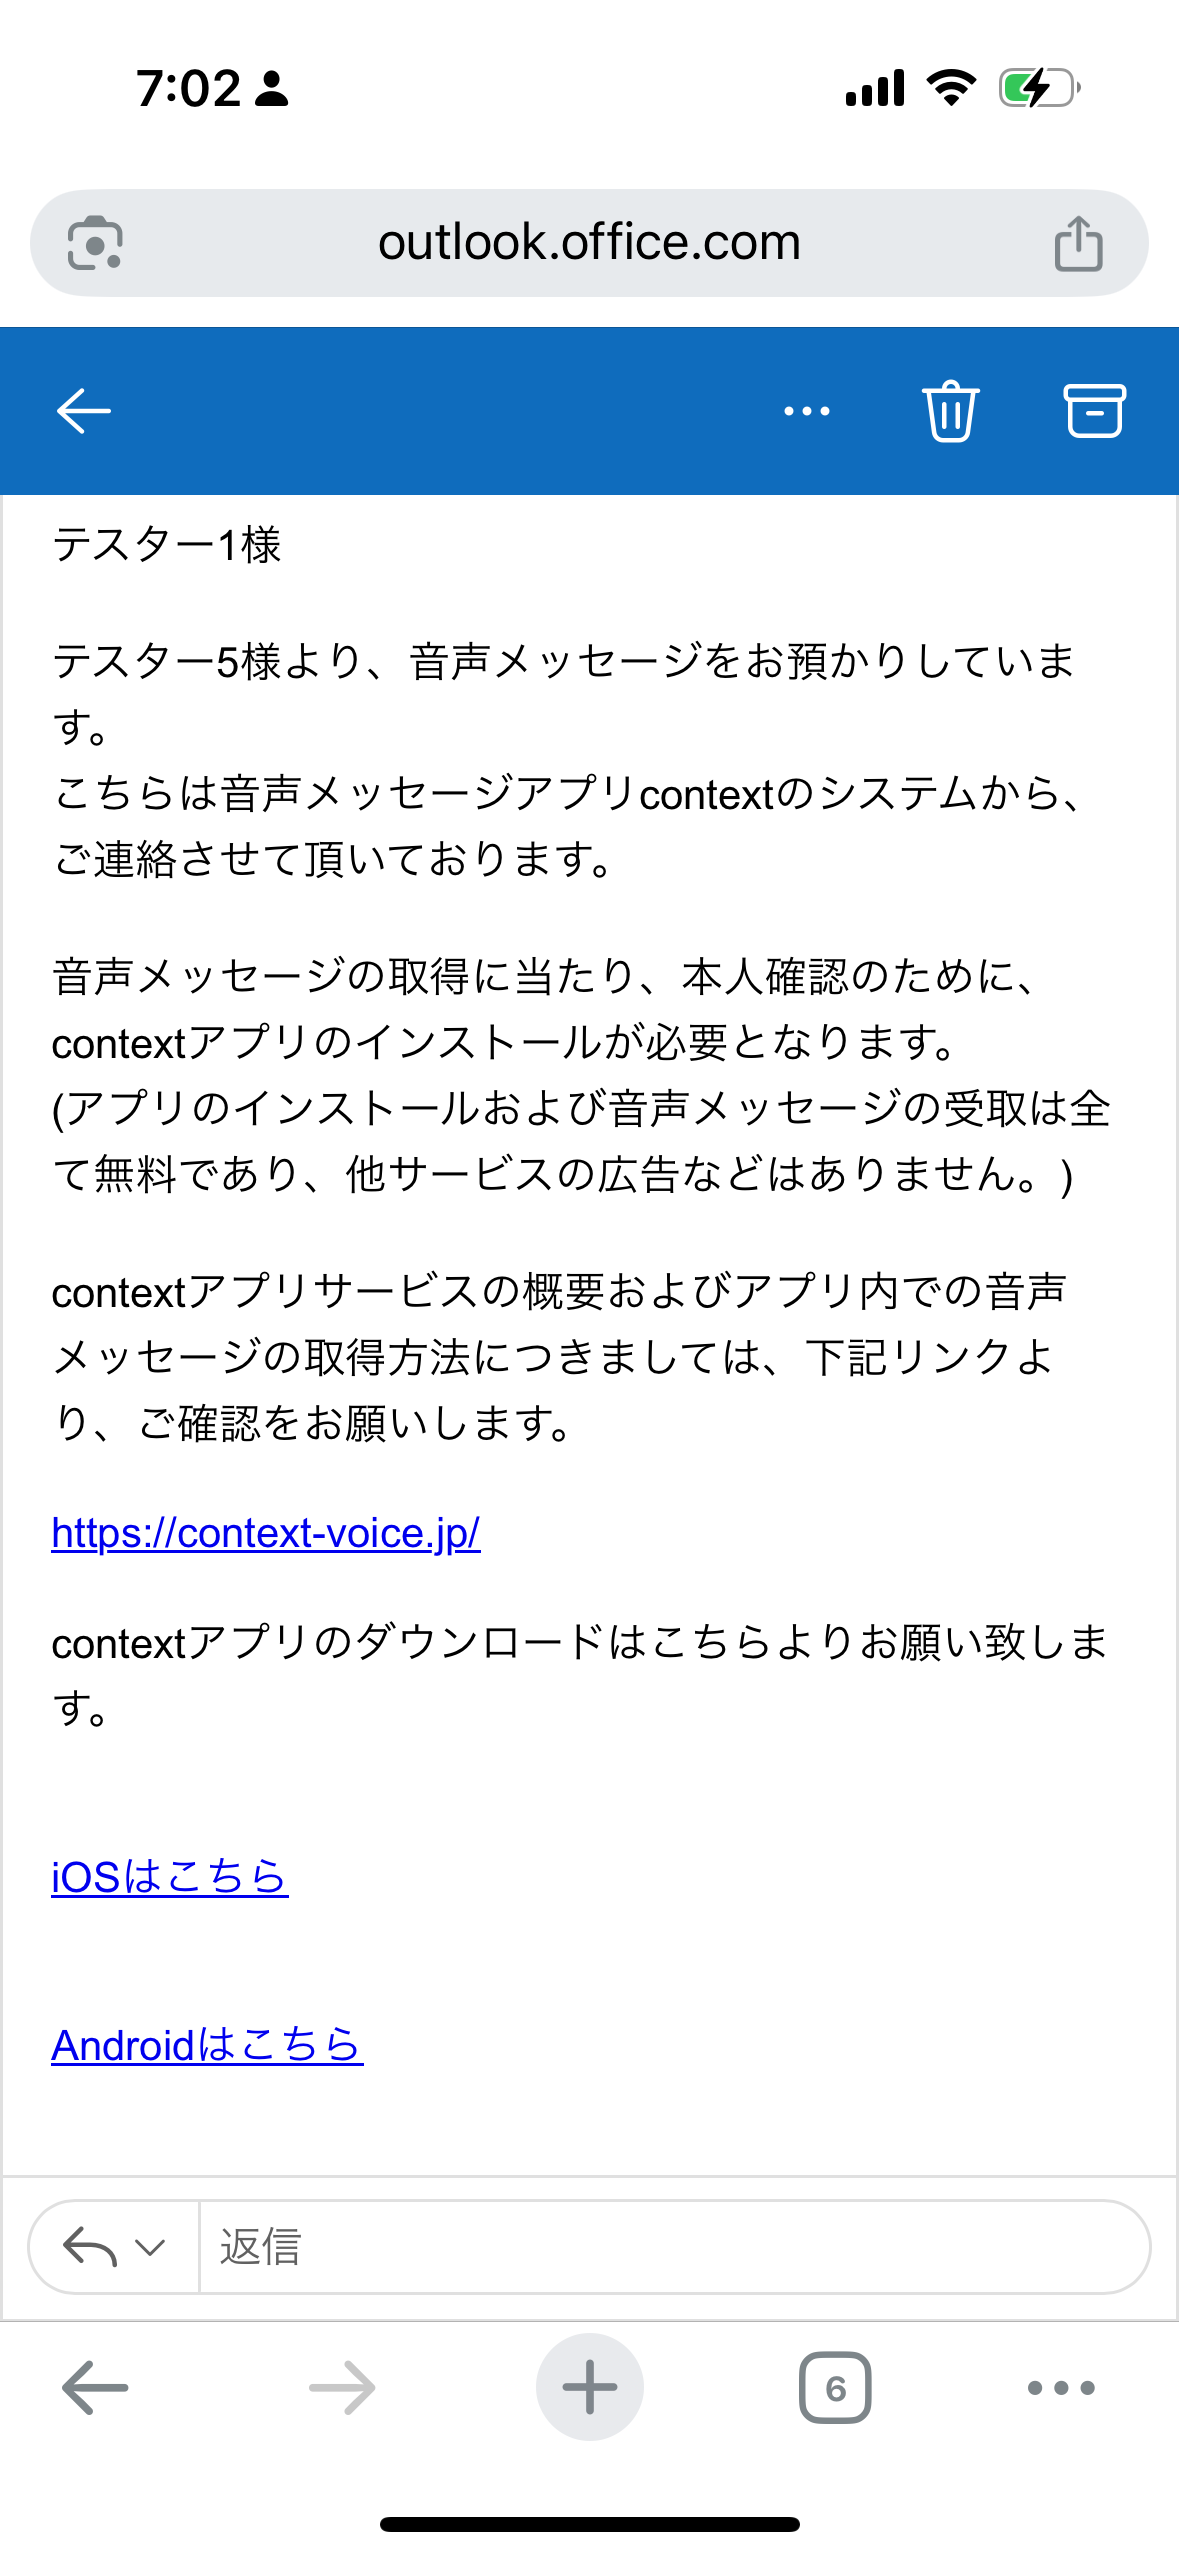 7:02
outlook.office.com
テスター1様
テスター5様より、音声メッセージをお預かりしていま
す。
こちらは音声メッセージアプリcontextのシステムから、
ご連絡させて頂いております。
音声メッセージの取得に当たり、本人確認のために、
contextアプリのインストールが必要となります。
(アプリのインストールおよび音声メッセージの受取は全
て無料であり、他サービスの広告などはありません。)
contextアプリサービスの概要およびアプリ内での音声
メッセージの取得方法につきましては、下記リンクよ
り、ご確認をお願いします。
https://context-voice.jp/
contextアプリのダウンロードはこちらよりお願い致しま
す。
iOSはこちら
Androidはこちら
返信
6